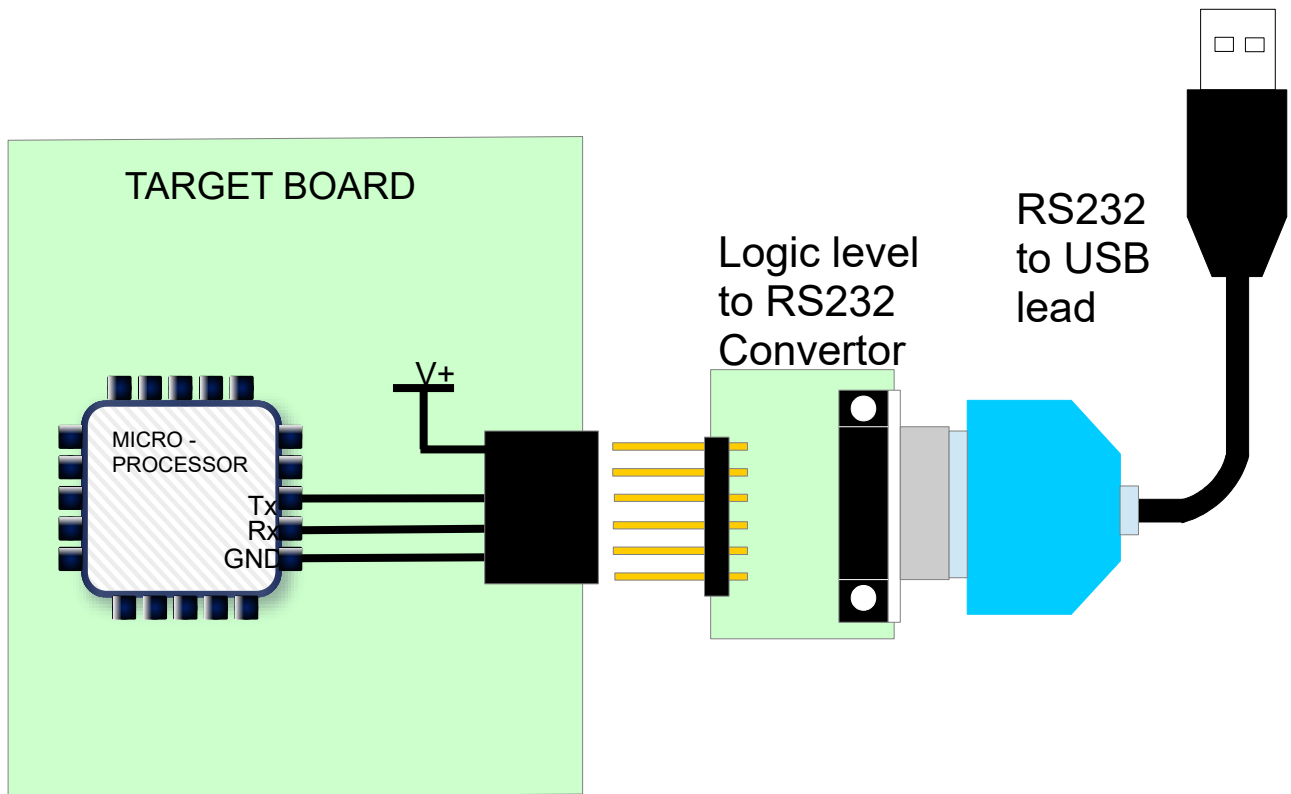 TARGET BOARD
RS232
to USB
lead
Logic level
to RS232
Convertor
V+
MICRO -
PROCESSOR
Tx
Rx
GND